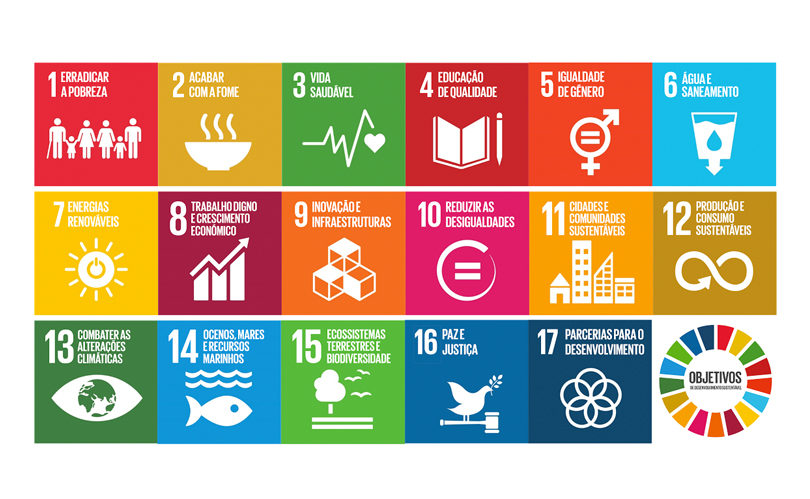 1 ERRADICAR
A POBREZA
2 ACABAR
COM A FOME
3 VIDA
SAUDÁVEL
4 EDUCAÇÃO
DE QUALIDADE
5 IGUALDADE
DE GÉNERO
6 ÁGUA E
SANEAMENTO
7 ENERGIAS
RENOVÁVEIS
8 TRABALHO DIGNO
E CRESCIMENTO
ECONÓMICO
9 INOVAÇÃO E
INFRAESTRUTURAS
10 REDUZIR AS
DESIGUALDADES
11 CIDADES E
COMUNIDADES
SUSTENTÁVEIS
12 PRODUÇÃO E
CONSUMO
SUSTENTÁVEIS
13 COMBATER AS
ALTERAÇÕES
CLIMÁTICAS
14 OCENOS, MARES
E RECURSOS
MARINHOS
15 ECOSSISTEMAS
TERRESTRES E
BIODIVERSIDADE
16 PAZ E
JUSTIÇA
17 PARCERIAS PARA O
DESENVOLVIMENTO
OBJETIVOS
DE DESENVOLVIMENTO SUSTENTÁVEL